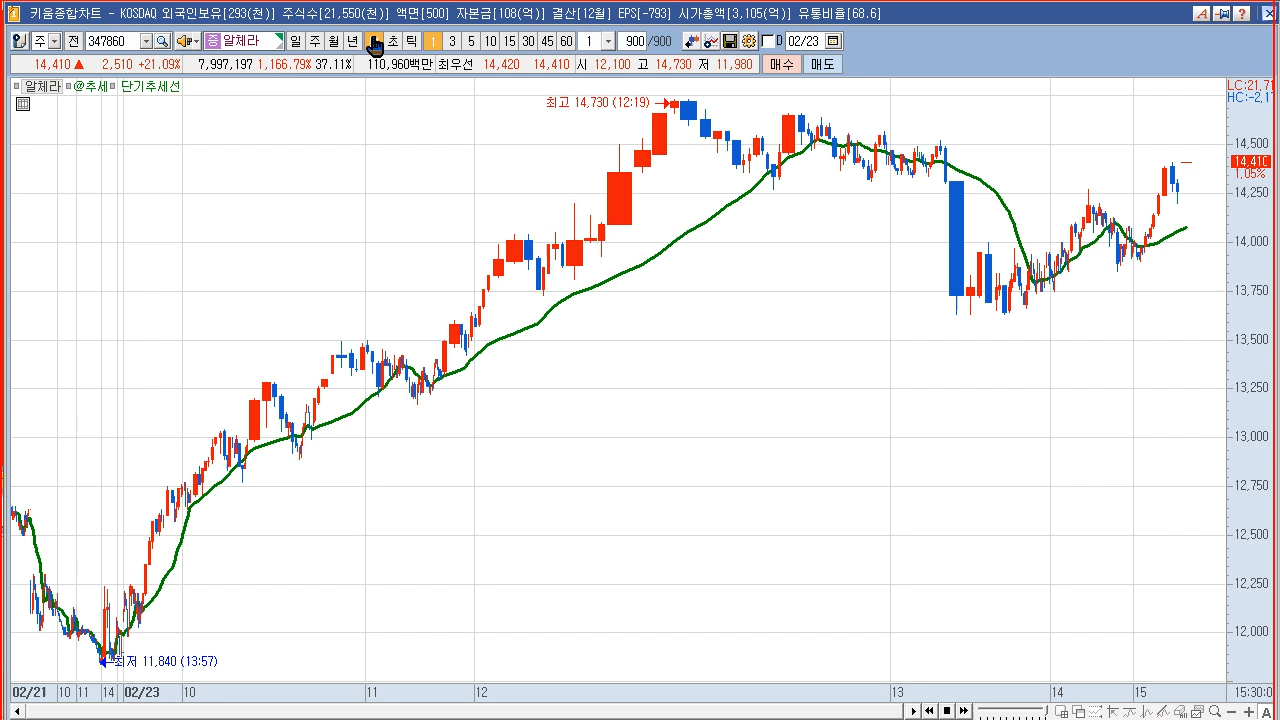 키움종합차트 - KOSDAQ 외국인보유[293(천)] 주식수[21,550(천)] 액면[500] 자본금[108(억)] 결산[12월] EPS[-793] 시가총액[3,105(억)] 유통비율[68.6]
주 전 347860 증 알체라 일 주 월 년 초 틱 1 3 5 10 15 30 45 60 1 900 /900 D 02/23
14,410 ▲ 2,510 +21.09% 7,997,197 1,166.79% 37.11% 110,960백만 최우선 14,420 14,410 시 12,100 고 14,730 저 11,980 매수 매도
알체라 @추세 단기추세선
LC:21,71
HC:-2,17
최고 14,730 (12:19)
14,500
14,410
1.05%
14,250
14,000
13,750
13,500
13,250
13,000
12,750
12,500
12,250
12,000
최저 11,840 (13:57)
02/21 10 11 14 02/23 10 11 12 13 14 15 15:30:0
A